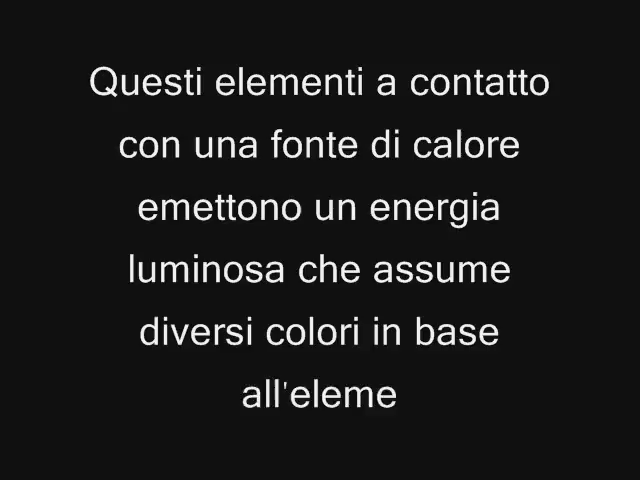 Questi elementi a contatto
con una fonte di calore
emettono un energia
luminosa che assume
diversi colori in base
all'eleme